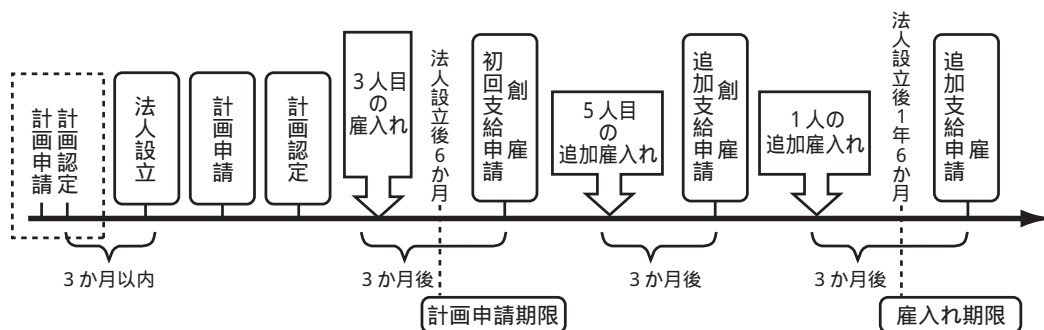 計画申請
計画認定
法人設立
計画申請
計画認定
3人目
の
雇入れ
法人設立後6か月
初回支給申請
創雇
5人目
の
追加雇入れ
追加支給申請
創雇
1人の
追加雇入れ
法人設立後1年6か月
追加支給申請
雇
3か月以内
3か月後
3か月後
3か月後
計画申請期限
雇入れ期限